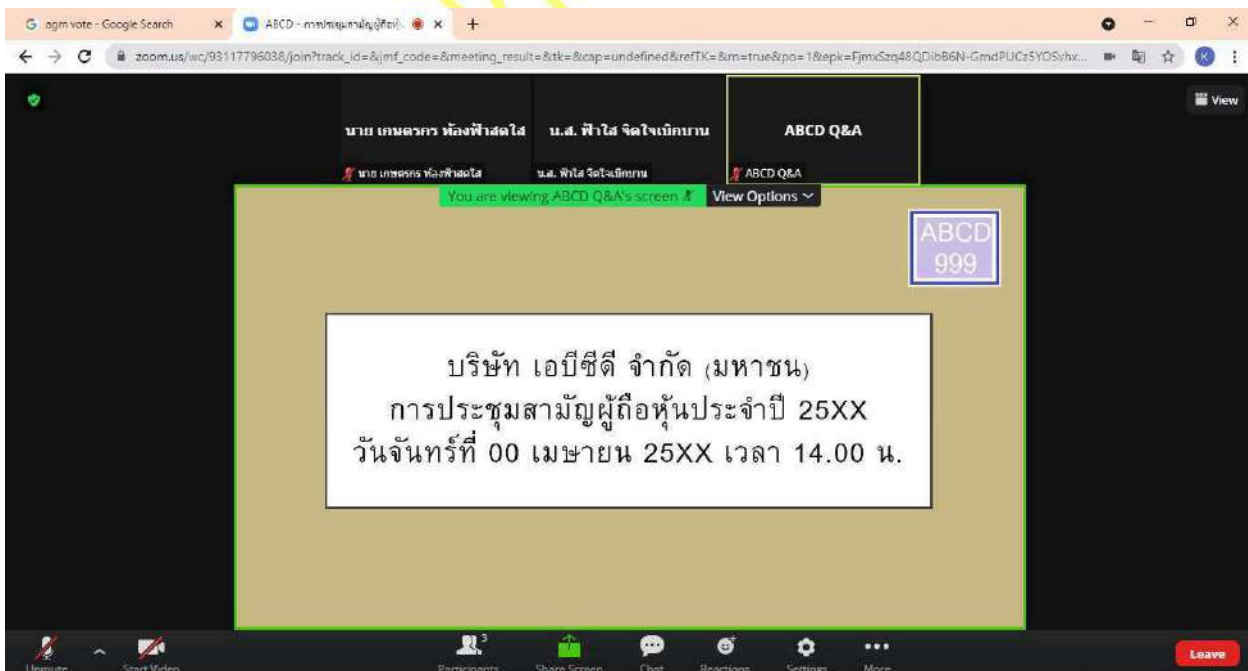 agm vote - Google Search
ABCD - การประชุมสามัญผู้ถือหุ้
zoom.us/wc/93117796038/join?track_id=&jmf_code=&meeting_result=&tk=&cap=undefined&refTK=&rn=true&po=1&epk=
K
View
นาย เกษตรกร ท้องฟ้าสดใส
น.ส. ฟ้าใส จิตใจเบิกบาน
ABCD Q&A
นาย เกษตรกร ท้องฟ้าสดใส
น.ส. ฟ้าใส จิตใจเบิกบาน
ABCD Q&A
You are viewing ABCD Q&A's screen
View Options
ABCD
999
บริษัท เอบีซีดี จำกัด (มหาชน)
การประชุมสามัญผู้ถือหุ้นประจำปี 25XX
วันจันทร์ที่ 00 เมษายน 25XX เวลา 14.00 น.
3
Unmute
Start Video
Participants
Share Screen
Chat
Reactions
Settings
More
Leave